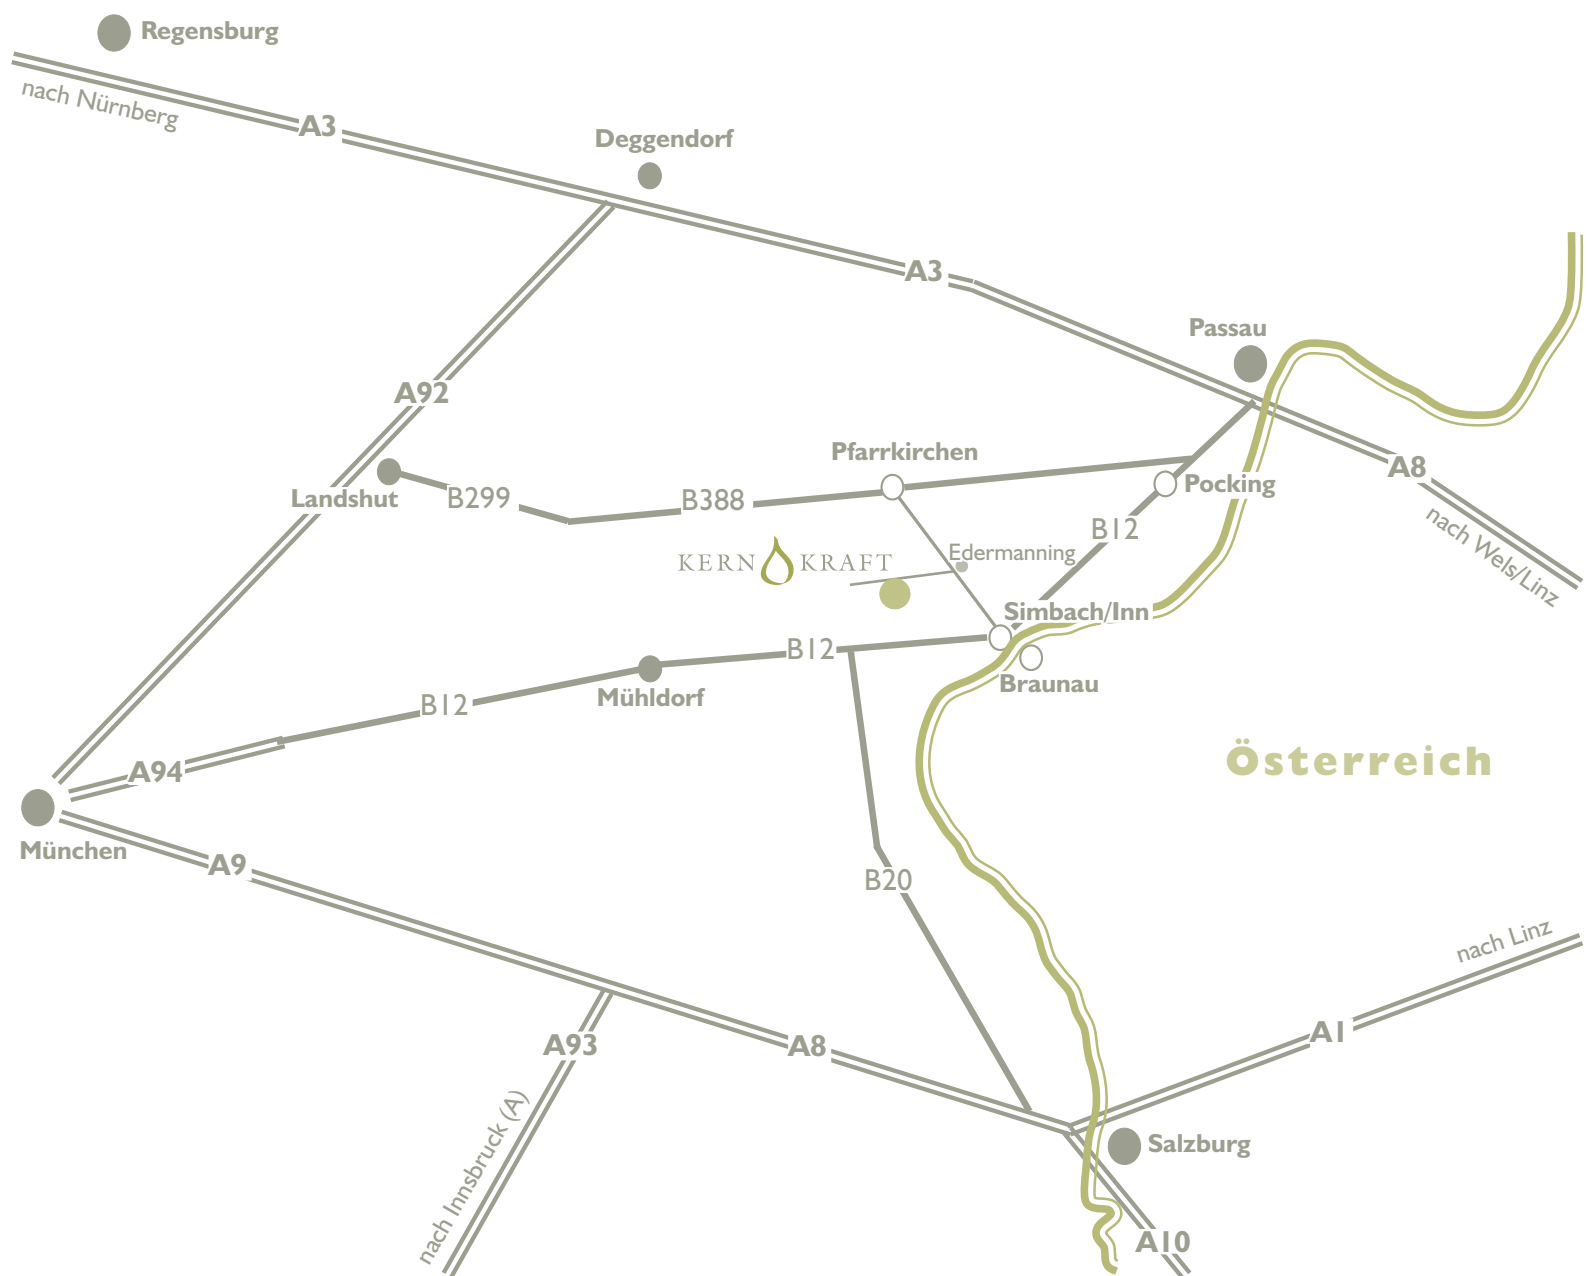 Regensburg
nach Nürnberg
A3
Deggendorf
A3
Passau
A92
Pfarrkirchen
A8
Landshut
B299
B388
Pocking
nach Wels/Linz
B12
KERN KRAFT
Edermanning
Simbach/Inn
B12
Mühldorf
B12
Braunau
Österreich
A94
München
A9
B20
nach Linz
A1
A93
A8
nach Innsbruck (A)
Salzburg
A10